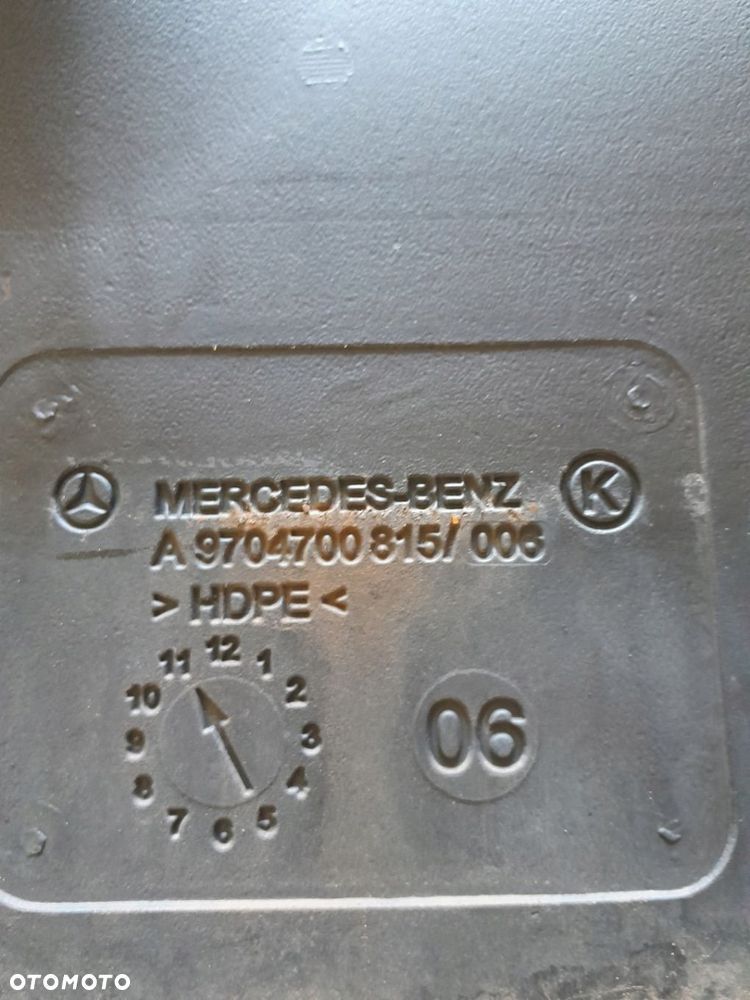 MERCEDES-BENZ K
A 9704700 815/ 006
> HDPE <
12
11 1
10 2
9 3
8 4
7 6 5
06
OTOMOTO